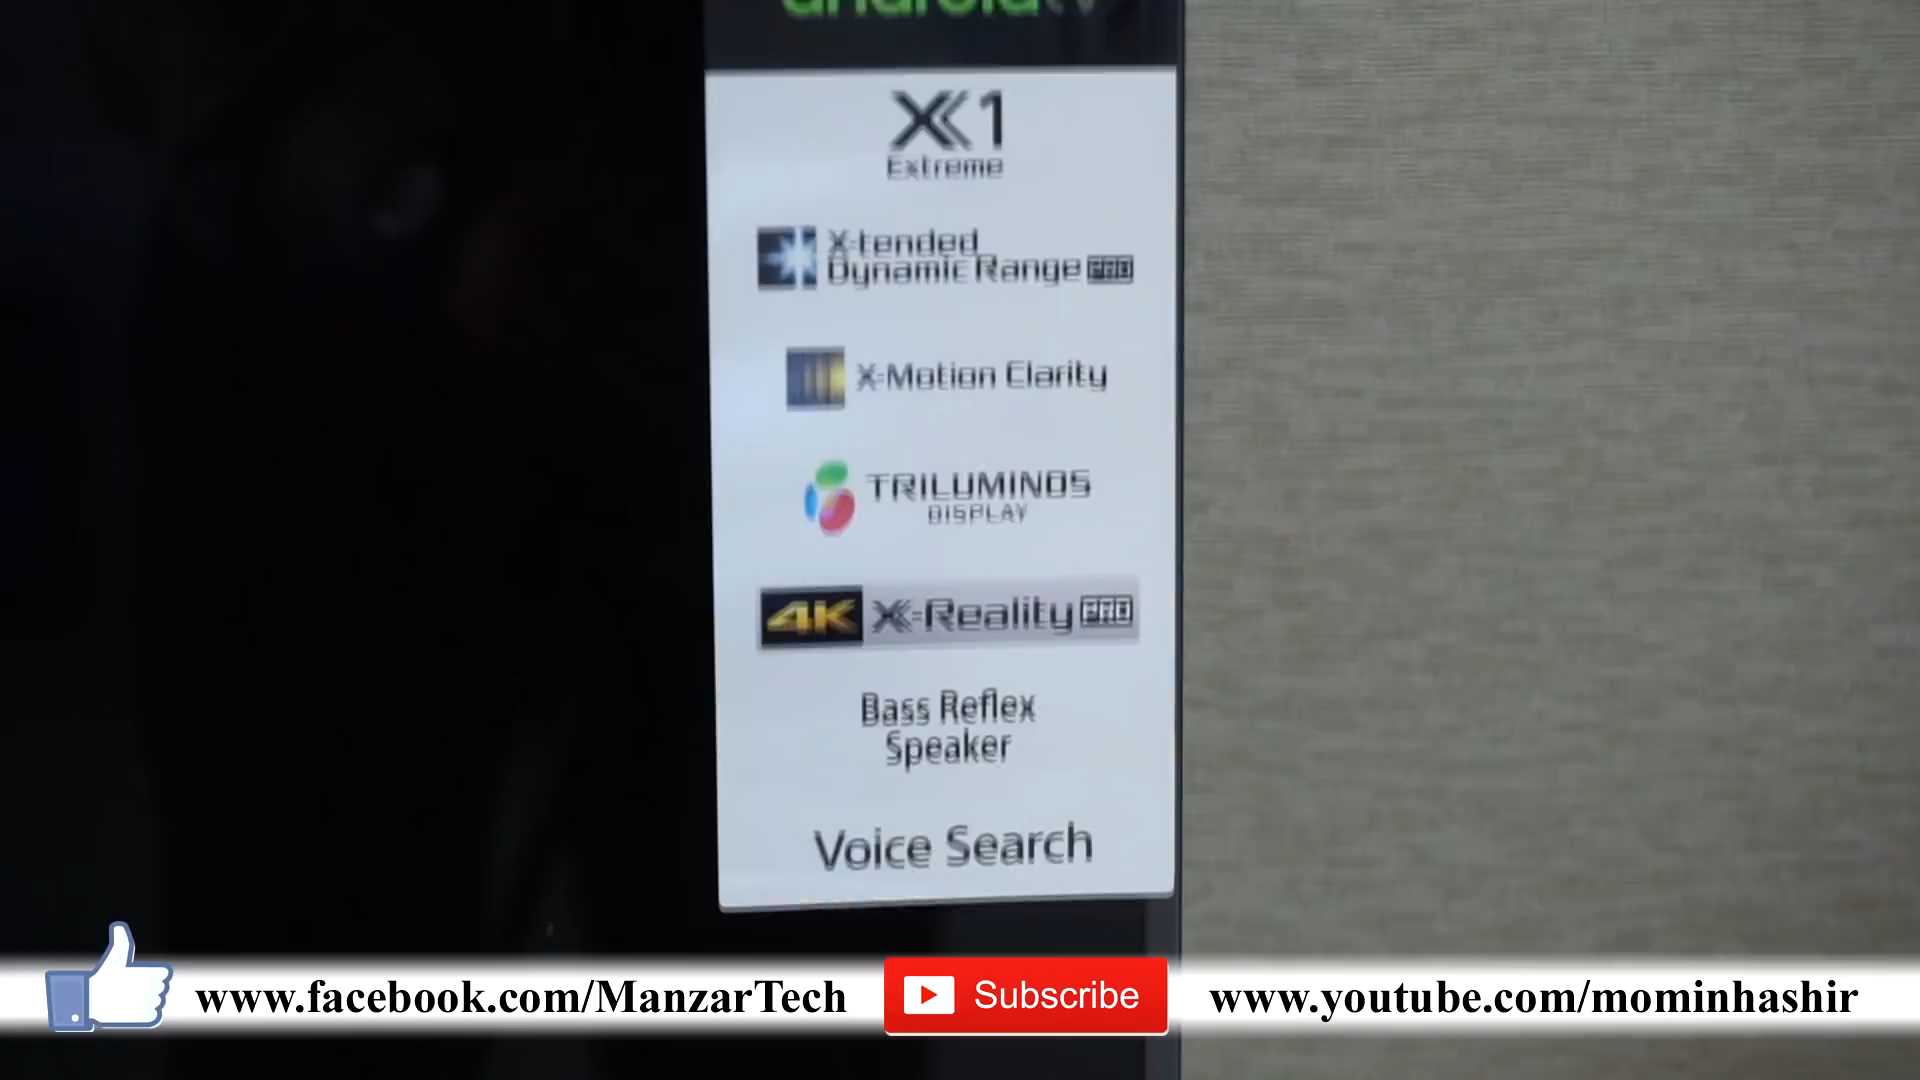 androidtv
X1
Extreme
X-tended
Dynamic Range PRO
X-Motion Clarity
TRILUMINOS
DISPLAY
4K X-Reality PRO
Bass Reflex
Speaker
Voice Search
www.facebook.com/ManzarTech
Subscribe
www.youtube.com/mominhashir